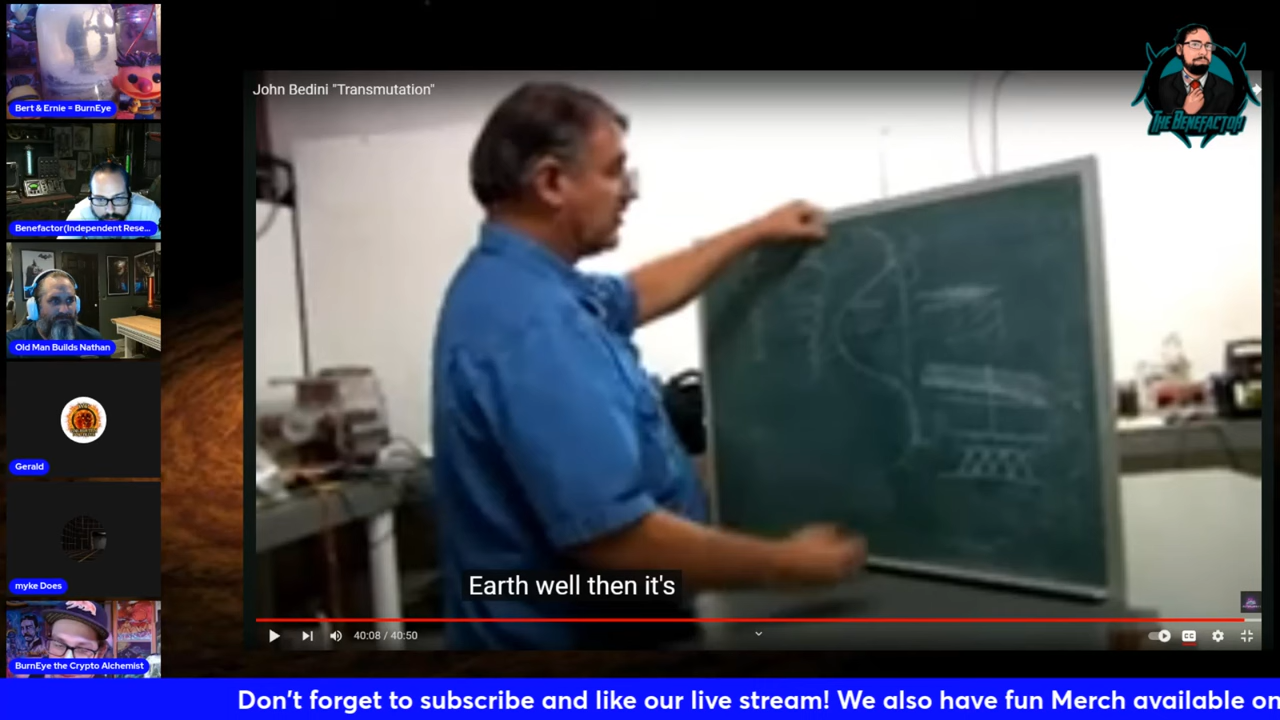 Bert & Ernie = BurnEye
Benefactor(Independent Rese...
Old Man Builds Nathan
Gerald
myke Does
BurnEye the Crypto Alchemist
John Bedini "Transmutation"
THE BENEFACTOR
Earth well then it's
40:08 / 40:50
CC
Don't forget to subscribe and like our live stream! We also have fun Merch available on